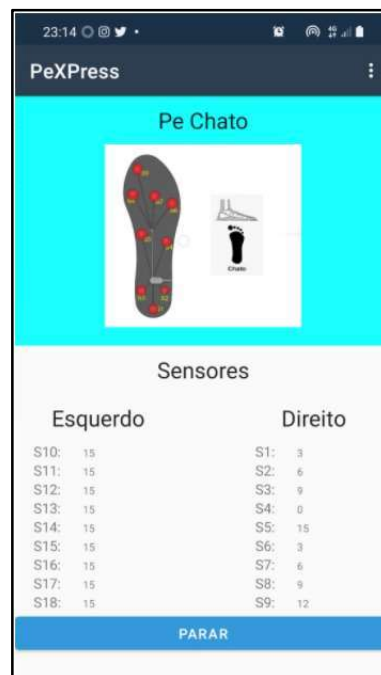 23:14
4G
PeXPress
Pe Chato
Chato
Sensores
Esquerdo Direito
S10: 15 S1: 3
S11: 15 S2: 6
S12: 15 S3: 9
S13: 15 S4: 0
S14: 15 S5: 15
S15: 15 S6: 3
S16: 15 S7: 6
S17: 15 S8: 9
S18: 15 S9: 12
PARAR